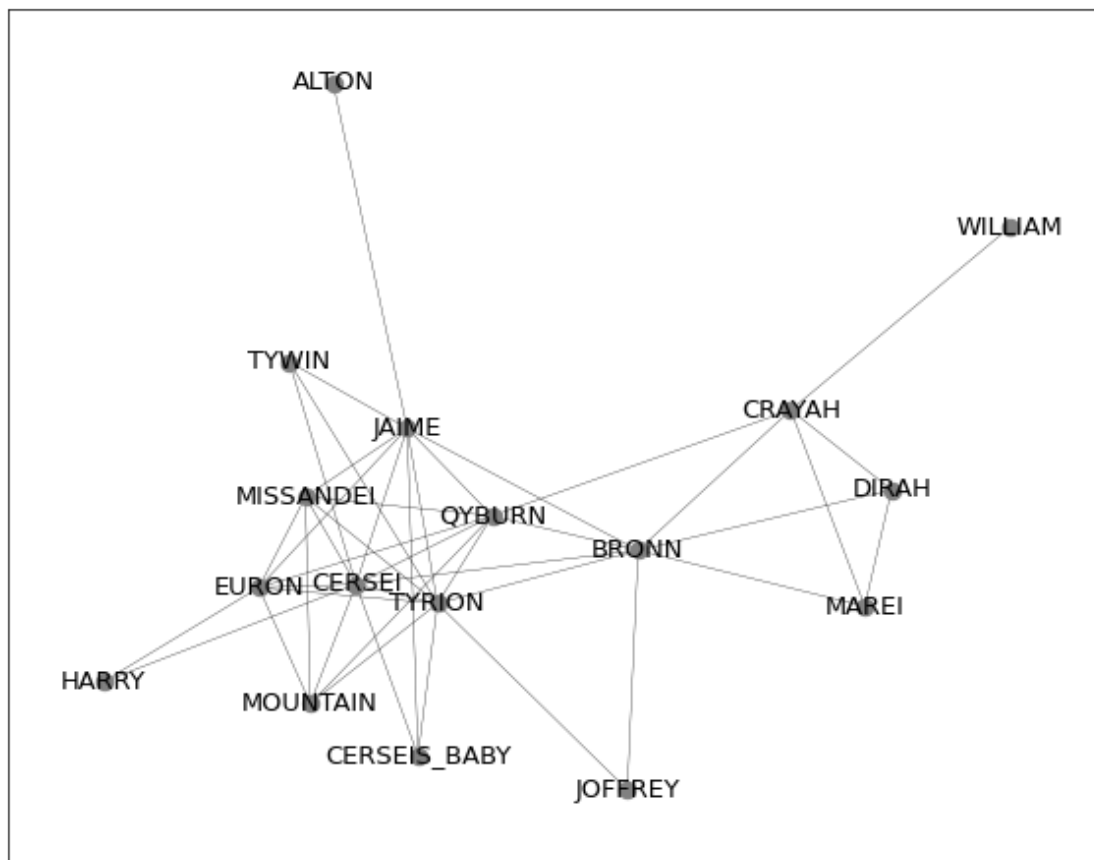 ALTON
WILLIAM
TYWIN
CRAYAH
JAIME
DIRAH
MISSANDEI
QYBURN
BRONN
EURON
CERSEI
TYRION
MAREI
HARRY
MOUNTAIN
CERSEIS_BABY
JOFFREY